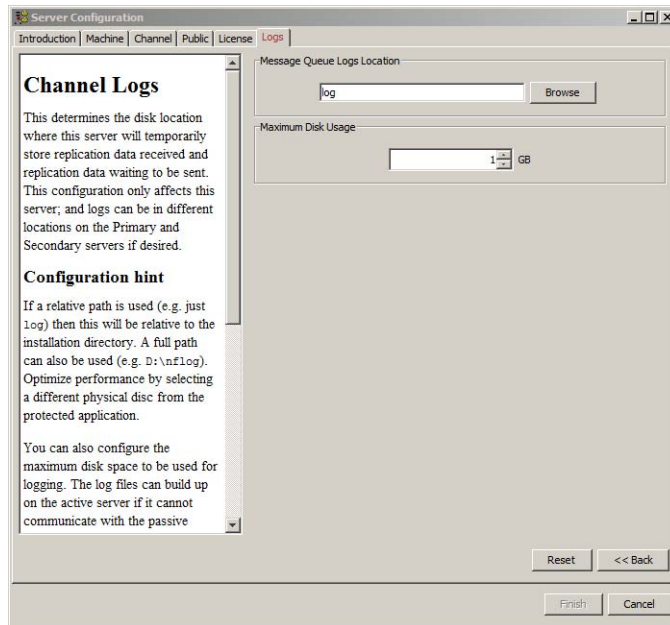 Server Configuration
Introduction Machine Channel Public License Logs
Channel Logs
This determines the disk location
where this server will temporarily
store replication data received and
replication data waiting to be sent.
This configuration only affects this
server; and logs can be in different
locations on the Primary and
Secondary servers if desired.
Configuration hint
If a relative path is used (e.g. just
log) then this will be relative to the
installation directory. A full path
can also be used (e.g. D:\nflog).
Optimize performance by selecting
a different physical disc from the
protected application.
You can also configure the
maximum disk space to be used for
logging. The log files can build up
on the active server if it cannot
communicate with the passive
Message Queue Logs Location
log Browse
Maximum Disk Usage
1 GB
Reset << Back
Finish Cancel